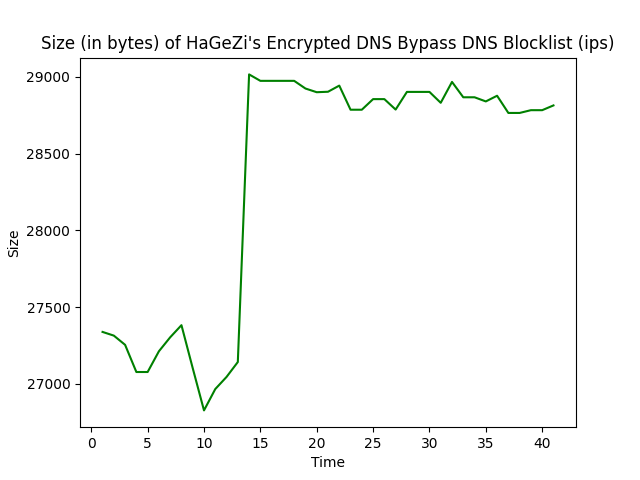 Size (in bytes) of HaGeZi's Encrypted DNS Bypass DNS Blocklist (ips)
29000
28500
28000
27500
27000
Size
0 5 10 15 20 25 30 35 40
Time